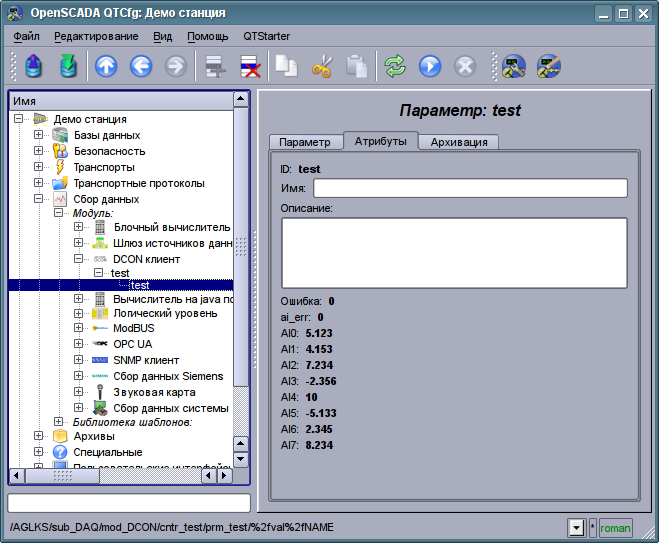 OpenSCADA QTCfg: Демо станция
Файл Редактирование Вид Помощь QTStarter
Имя
Демо станция
Базы данных
Безопасность
Транспорты
Транспортные протоколы
Сбор данных
Модуль:
Блочный вычислитель
Шлюз источников данн
DCON клиент
test
test
Вычислитель на java по
Логический уровень
ModBUS
OPC UA
SNMP клиент
Сбор данных Siemens
Звуковая карта
Сбор данных системы
Библиотека шаблонов:
Архивы
Специальные
Пользовательские интерфейс
Параметр: test
Параметр Атрибуты Архивация
ID: test
Имя:
Описание:
Ошибка: 0
ai_err: 0
AI0: 5.123
AI1: 4.153
AI2: 7.234
AI3: -2.356
AI4: 10
AI5: -5.133
AI6: 2.345
AI7: 8.234
/AGLKS/sub_DAQ/mod_DCON/cntr_test/prm_test/%2fval%2fNAME
* roman